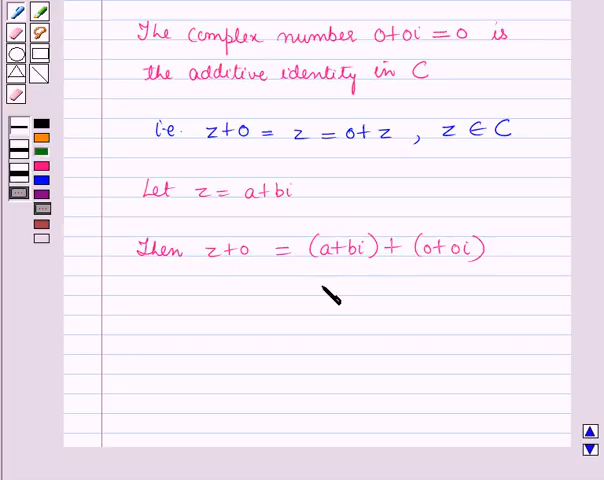 The complex number 0+0i = 0 is
the additive identity in C
i.e. z+0 = z = 0+z , z ∈ C
Let z = a+bi
Then z+0 = (a+bi) + (0+0i)